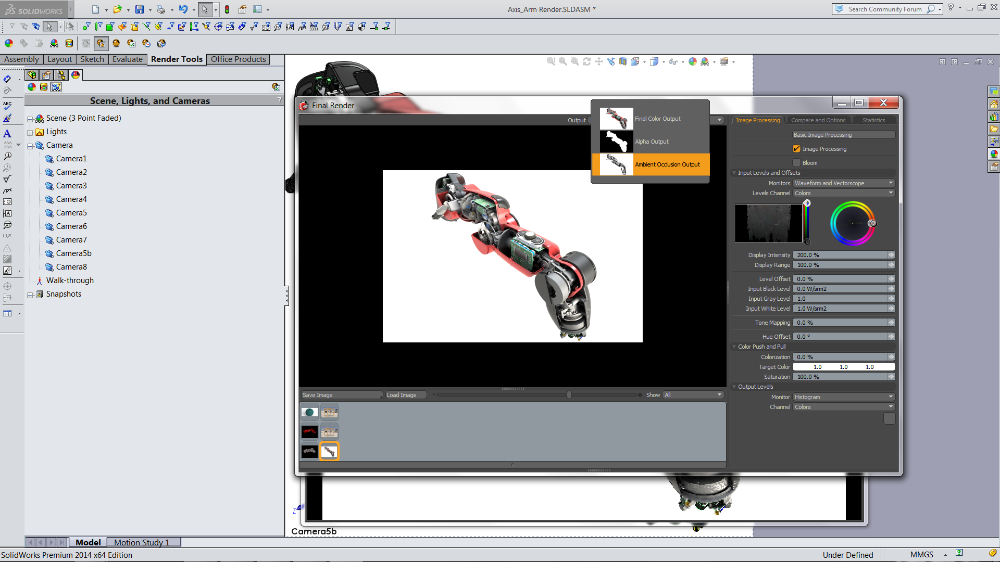 SOLIDWORKS
Axis_Arm Render.SLDASM *
Search Community Forum
Assembly
Layout
Sketch
Evaluate
Render Tools
Office Products
Scene, Lights, and Cameras
?
Scene (3 Point Faded)
Lights
Camera
Camera1
Camera2
Camera3
Camera4
Camera5
Camera6
Camera7
Camera5b
Camera8
Walk-through
Snapshots
Final Render
Output
Final Color Output
Alpha Output
Ambient Occlusion Output
Save Image
Load Image
Show
All
Image Processing
Compare and Options
Statistics
Basic Image Processing
Image Processing
Bloom
Input Levels and Offsets
Monitors Waveform and Vectorscope
Levels Channel Colors
Display Intensity 200.0 %
Display Range 100.0 %
Level Offset 0.0 %
Input Black Level 0.0 W/srm2
Input Gray Level 1.0
Input White Level 1.0 W/srm2
Tone Mapping 0.0 %
Hue Offset 0.0 °
Color Push and Pull
Colorization 0.0 %
Target Color 1.0 1.0 1.0
Saturation 100.0 %
Output Levels
Monitor Histogram
Channel Colors
Z
Camera5b
Model
Motion Study 1
SolidWorks Premium 2014 x64 Edition
Under Defined
MMGS